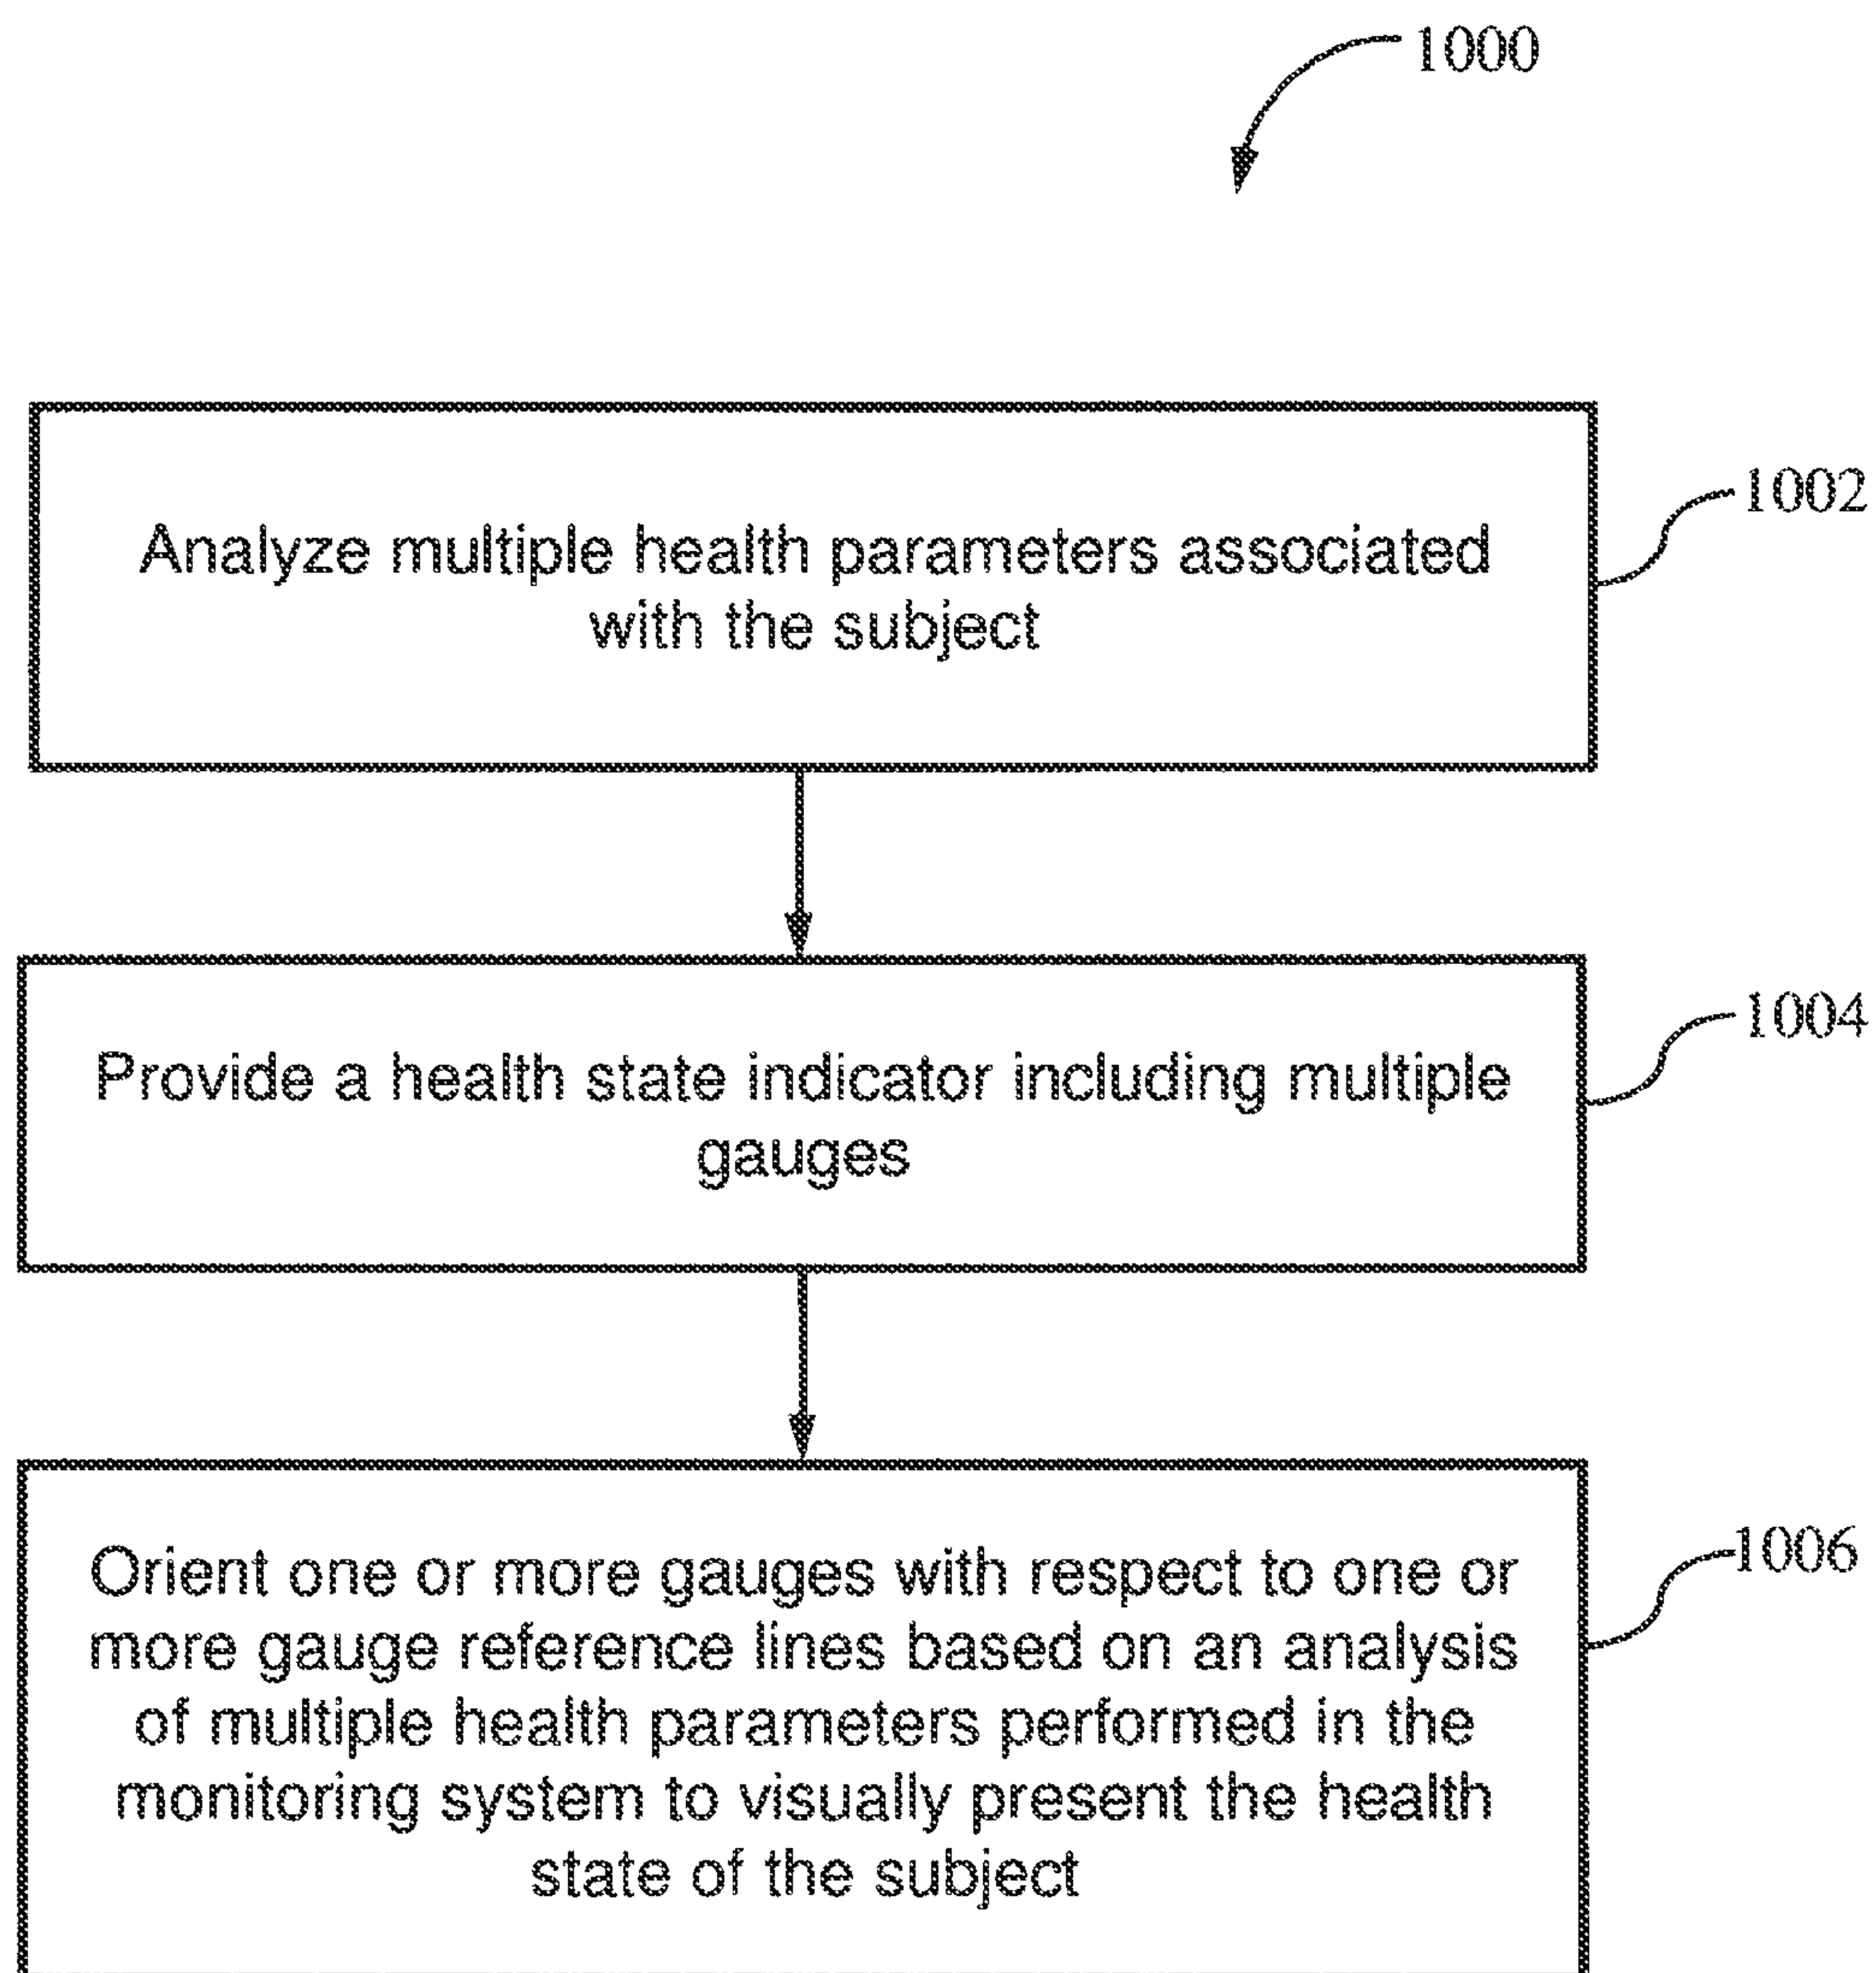 1000
Analyze multiple health parameters associated
with the subject
1002
Provide a health state indicator including multiple
gauges
1004
Orient one or more gauges with respect to one or
more gauge reference lines based on an analysis
of multiple health parameters performed in the
monitoring system to visually present the health
state of the subject
1006